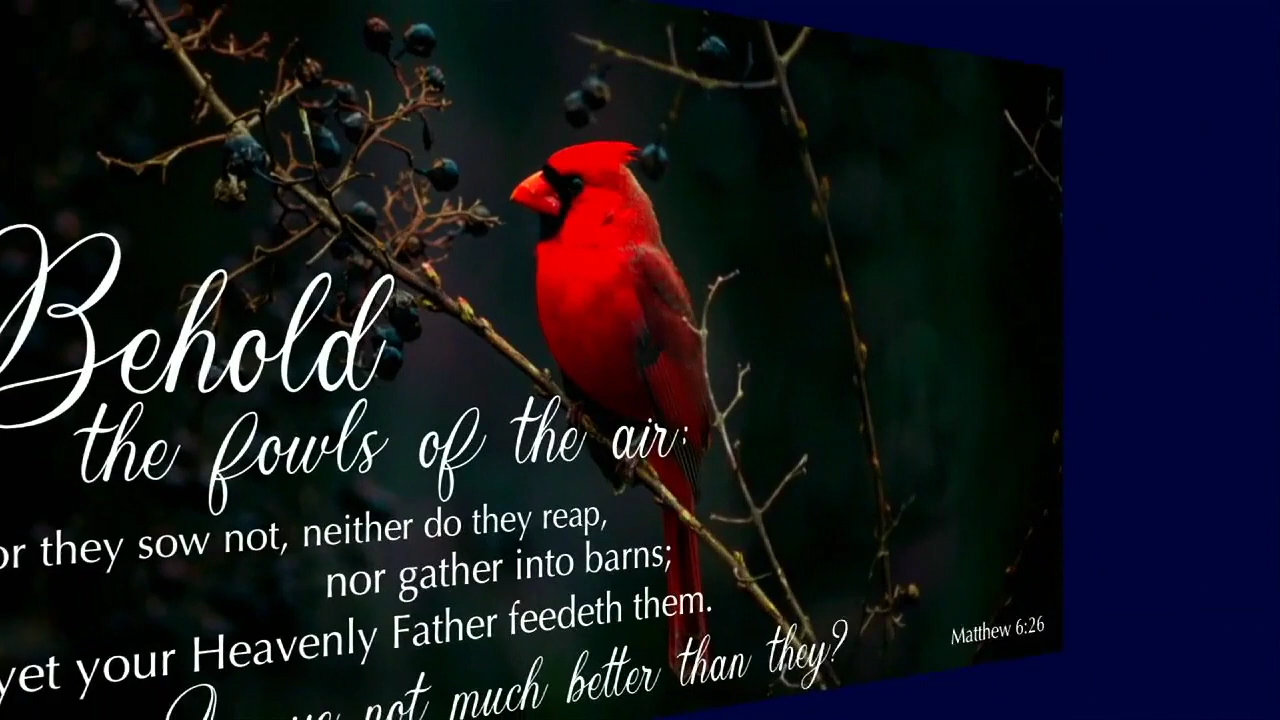 Behold
the fowls of the air:
or they sow not, neither do they reap,
nor gather into barns;
yet your Heavenly Father feedeth them.
not much better than they?
Matthew 6:26